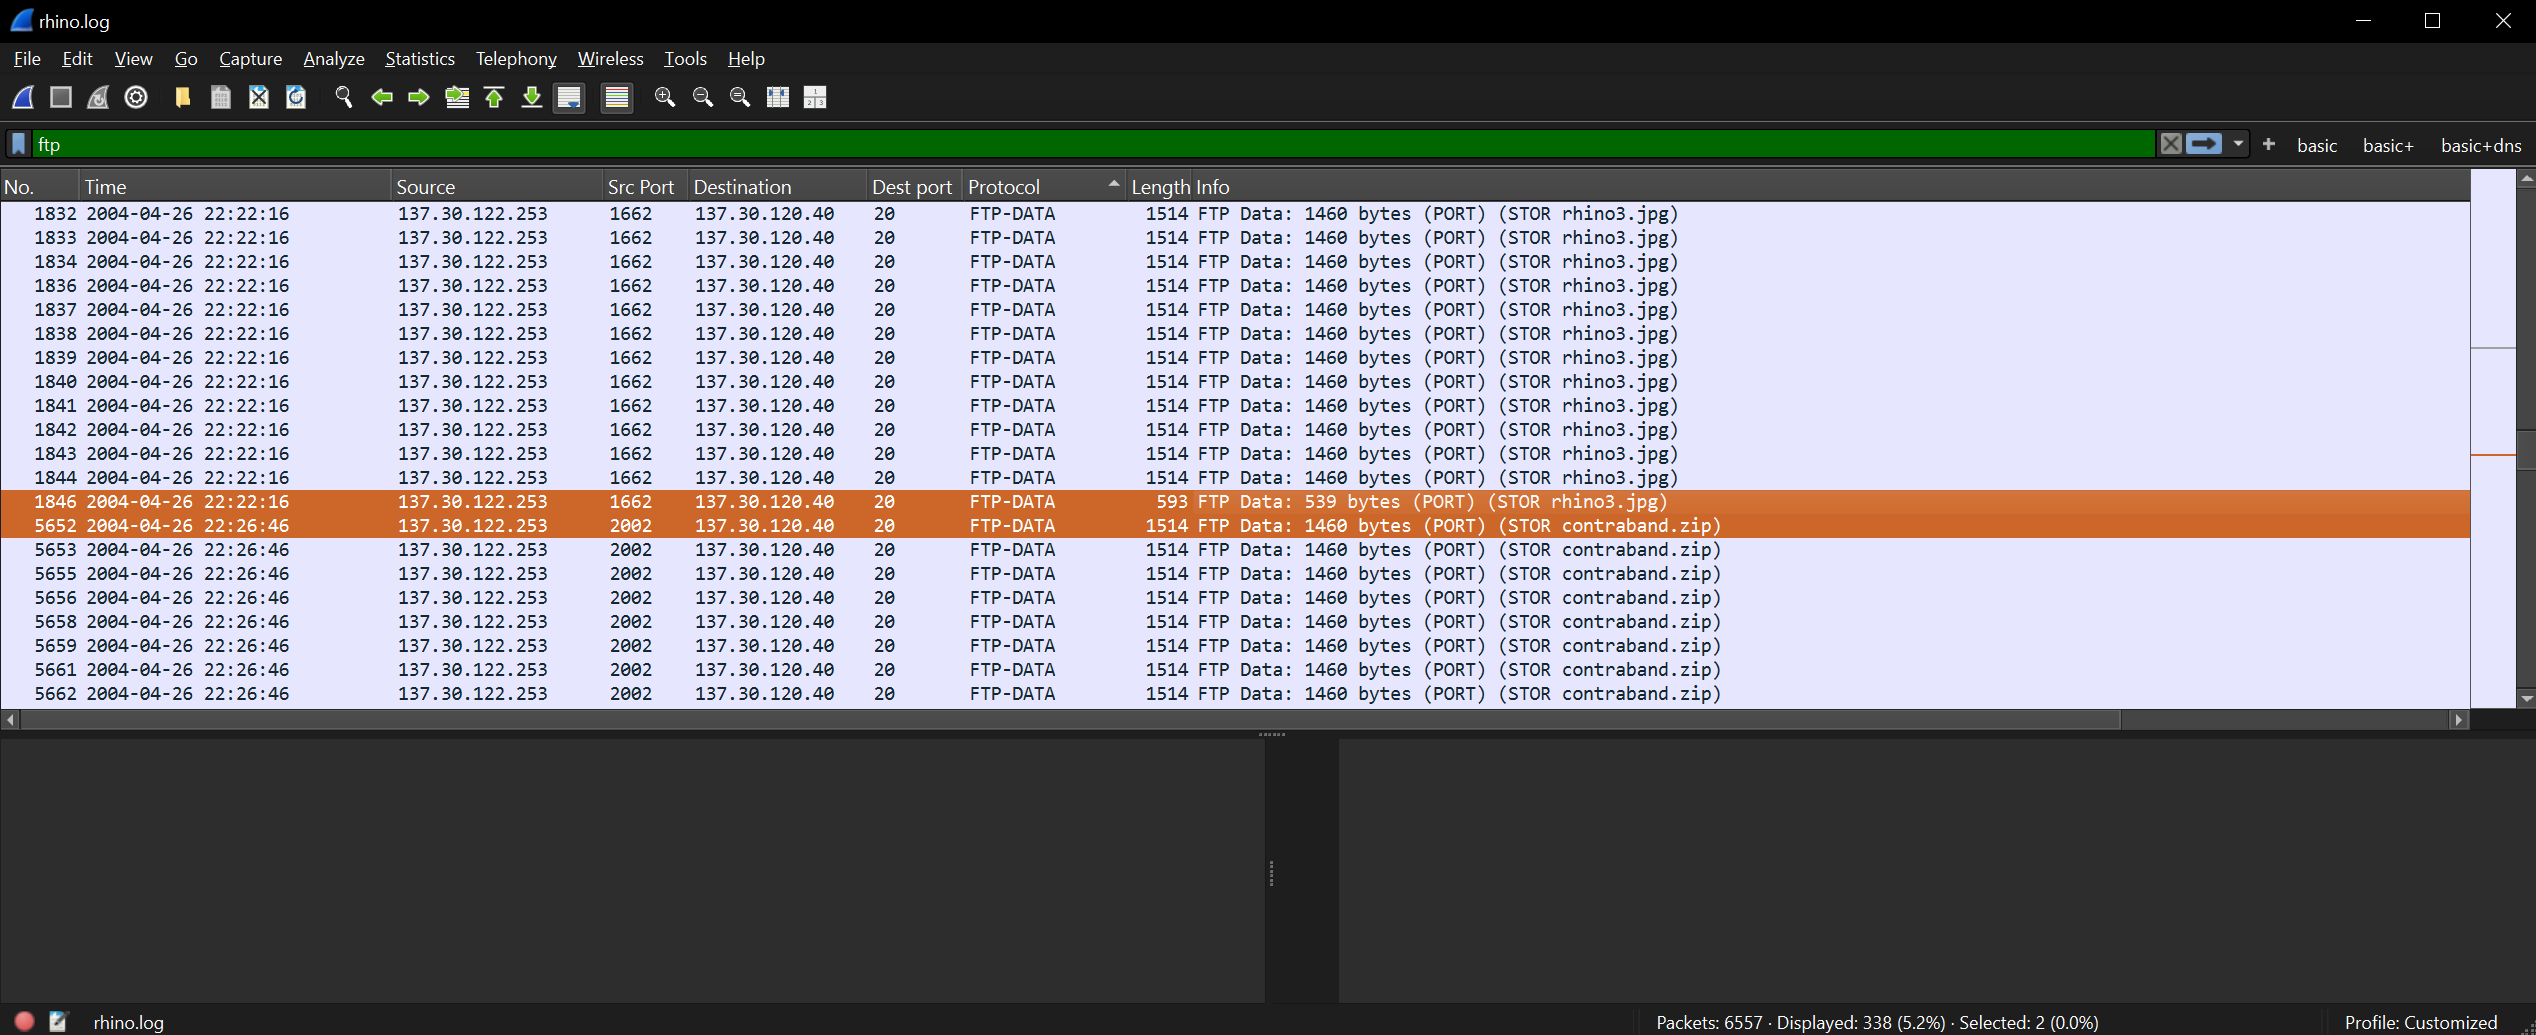 rhino.log
File Edit View Go Capture Analyze Statistics Telephony Wireless Tools Help
ftp
basic basic+ basic+dns
No. Time Source Src Port Destination Dest port Protocol Length Info
1832 2004-04-26 22:22:16 137.30.122.253 1662 137.30.120.40 20 FTP-DATA 1514 FTP Data: 1460 bytes (PORT) (STOR rhino3.jpg)
1833 2004-04-26 22:22:16 137.30.122.253 1662 137.30.120.40 20 FTP-DATA 1514 FTP Data: 1460 bytes (PORT) (STOR rhino3.jpg)
1834 2004-04-26 22:22:16 137.30.122.253 1662 137.30.120.40 20 FTP-DATA 1514 FTP Data: 1460 bytes (PORT) (STOR rhino3.jpg)
1836 2004-04-26 22:22:16 137.30.122.253 1662 137.30.120.40 20 FTP-DATA 1514 FTP Data: 1460 bytes (PORT) (STOR rhino3.jpg)
1837 2004-04-26 22:22:16 137.30.122.253 1662 137.30.120.40 20 FTP-DATA 1514 FTP Data: 1460 bytes (PORT) (STOR rhino3.jpg)
1838 2004-04-26 22:22:16 137.30.122.253 1662 137.30.120.40 20 FTP-DATA 1514 FTP Data: 1460 bytes (PORT) (STOR rhino3.jpg)
1839 2004-04-26 22:22:16 137.30.122.253 1662 137.30.120.40 20 FTP-DATA 1514 FTP Data: 1460 bytes (PORT) (STOR rhino3.jpg)
1840 2004-04-26 22:22:16 137.30.122.253 1662 137.30.120.40 20 FTP-DATA 1514 FTP Data: 1460 bytes (PORT) (STOR rhino3.jpg)
1841 2004-04-26 22:22:16 137.30.122.253 1662 137.30.120.40 20 FTP-DATA 1514 FTP Data: 1460 bytes (PORT) (STOR rhino3.jpg)
1842 2004-04-26 22:22:16 137.30.122.253 1662 137.30.120.40 20 FTP-DATA 1514 FTP Data: 1460 bytes (PORT) (STOR rhino3.jpg)
1843 2004-04-26 22:22:16 137.30.122.253 1662 137.30.120.40 20 FTP-DATA 1514 FTP Data: 1460 bytes (PORT) (STOR rhino3.jpg)
1844 2004-04-26 22:22:16 137.30.122.253 1662 137.30.120.40 20 FTP-DATA 1514 FTP Data: 1460 bytes (PORT) (STOR rhino3.jpg)
1846 2004-04-26 22:22:16 137.30.122.253 1662 137.30.120.40 20 FTP-DATA 593 FTP Data: 539 bytes (PORT) (STOR rhino3.jpg)
5652 2004-04-26 22:26:46 137.30.122.253 2002 137.30.120.40 20 FTP-DATA 1514 FTP Data: 1460 bytes (PORT) (STOR contraband.zip)
5653 2004-04-26 22:26:46 137.30.122.253 2002 137.30.120.40 20 FTP-DATA 1514 FTP Data: 1460 bytes (PORT) (STOR contraband.zip)
5655 2004-04-26 22:26:46 137.30.122.253 2002 137.30.120.40 20 FTP-DATA 1514 FTP Data: 1460 bytes (PORT) (STOR contraband.zip)
5656 2004-04-26 22:26:46 137.30.122.253 2002 137.30.120.40 20 FTP-DATA 1514 FTP Data: 1460 bytes (PORT) (STOR contraband.zip)
5658 2004-04-26 22:26:46 137.30.122.253 2002 137.30.120.40 20 FTP-DATA 1514 FTP Data: 1460 bytes (PORT) (STOR contraband.zip)
5659 2004-04-26 22:26:46 137.30.122.253 2002 137.30.120.40 20 FTP-DATA 1514 FTP Data: 1460 bytes (PORT) (STOR contraband.zip)
5661 2004-04-26 22:26:46 137.30.122.253 2002 137.30.120.40 20 FTP-DATA 1514 FTP Data: 1460 bytes (PORT) (STOR contraband.zip)
5662 2004-04-26 22:26:46 137.30.122.253 2002 137.30.120.40 20 FTP-DATA 1514 FTP Data: 1460 bytes (PORT) (STOR contraband.zip)
rhino.log Packets: 6557 · Displayed: 338 (5.2%) · Selected: 2 (0.0%) Profile: Customized